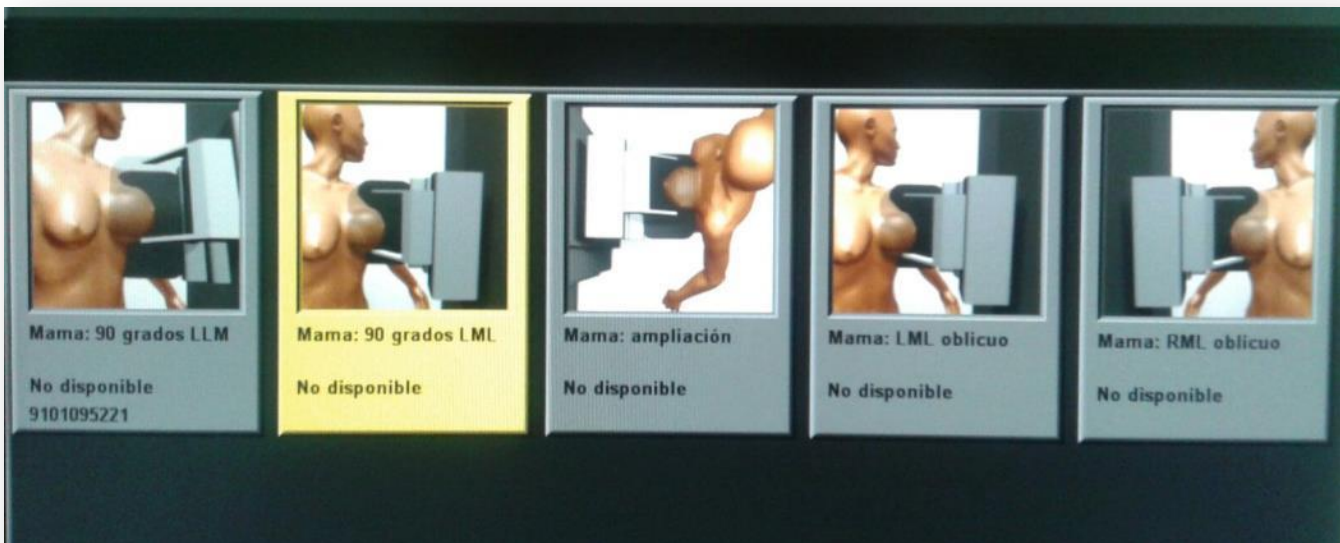 Mama: 90 grados LLM
No disponible
9101095221
Mama: 90 grados LML
No disponible
Mama: ampliación
No disponible
Mama: LML oblicuo
No disponible
Mama: RML oblicuo
No disponible